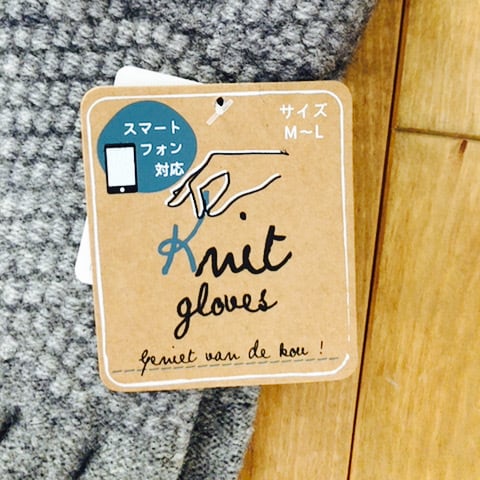 スマート
フォン
対応
サイズ
M〜L
Knit
gloves
Geniet van de kou !